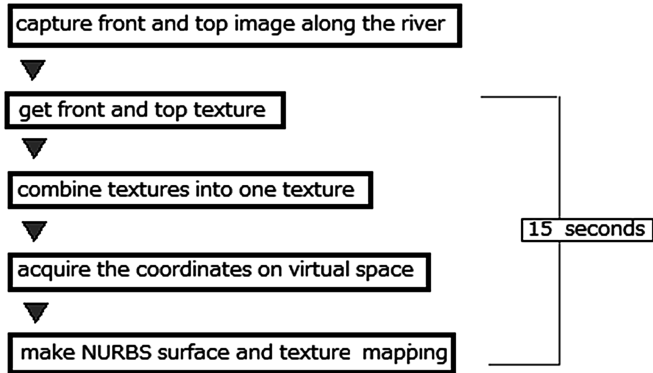 capture front and top image along the river
get front and top texture
combine textures into one texture
15 seconds
acquire the coordinates on virtual space
make NURBS surface and texture mapping